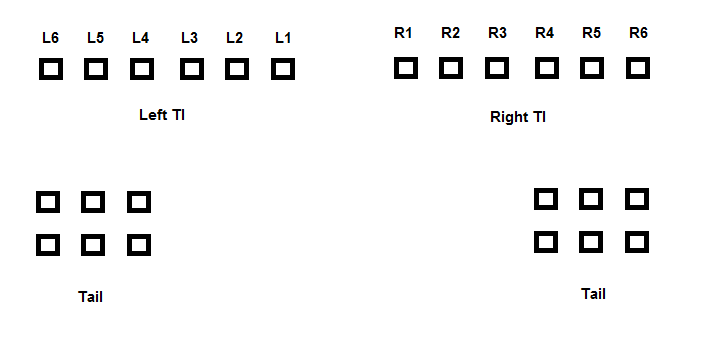 L6 L5 L4 L3 L2 L1
R1 R2 R3 R4 R5 R6
Left TI
Right TI
Tail
Tail